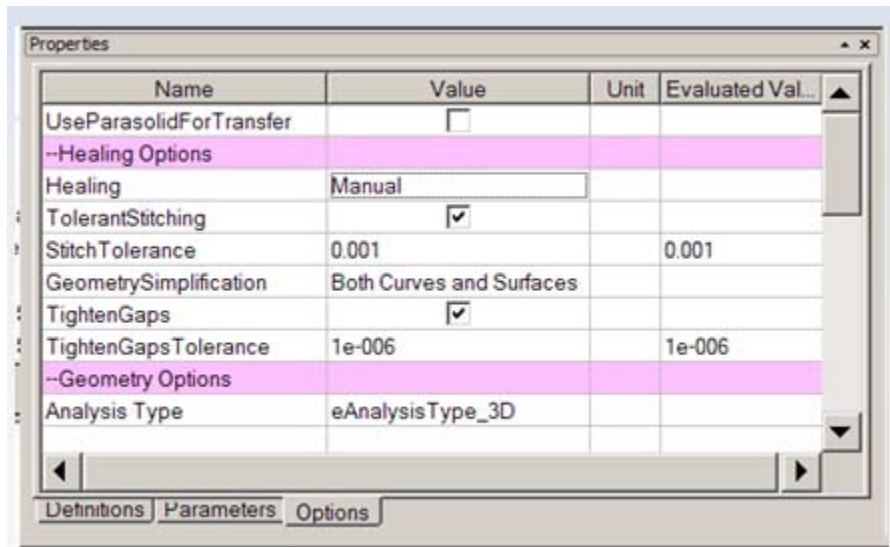 Properties
Name Value Unit Evaluated Val...
UseParasolidForTransfer
--Healing Options
Healing Manual
TolerantStitching
StitchTolerance 0.001 0.001
GeometrySimplification Both Curves and Surfaces
TightenGaps
TightenGapsTolerance 1e-006 1e-006
--Geometry Options
Analysis Type eAnalysisType_3D
Definitions Parameters Options